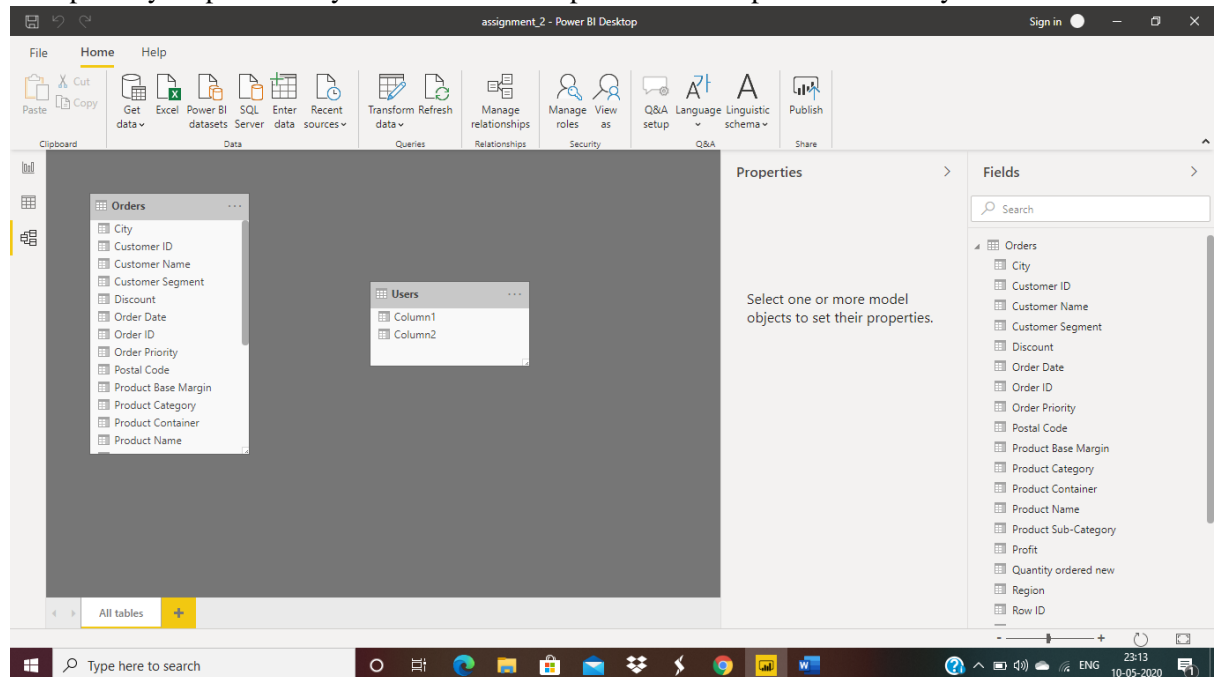 assignment_2 - Power BI Desktop
Sign in
File Home Help
Paste
Cut
Copy
Get data
Excel
Power BI datasets
SQL Server
Enter data
Recent sources
Transform data
Refresh
Manage relationships
Manage roles
View as
Q&A setup
Language
Linguistic schema
Publish
Clipboard Data Queries Relationships Security Q&A Share
Orders
City
Customer ID
Customer Name
Customer Segment
Discount
Order Date
Order ID
Order Priority
Postal Code
Product Base Margin
Product Category
Product Container
Product Name
Users
Column1
Column2
Properties
Select one or more model
objects to set their properties.
Fields
Search
Orders
City
Customer ID
Customer Name
Customer Segment
Discount
Order Date
Order ID
Order Priority
Postal Code
Product Base Margin
Product Category
Product Container
Product Name
Product Sub-Category
Profit
Quantity ordered new
Region
Row ID
All tables
Type here to search
ENG
23:13
10-05-2020